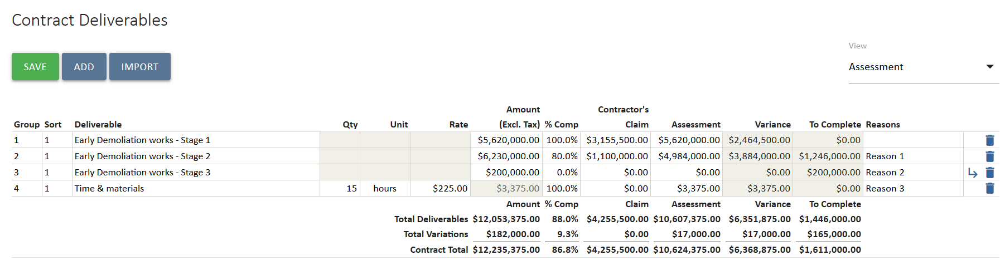 Contract Deliverables
View
SAVE ADD IMPORT Assessment
Amount Contractor's
Group Sort Deliverable Qty Unit Rate (Excl. Tax) % Comp Claim Assessment Variance To Complete Reasons
1 1 Early Demoliation works - Stage 1 $5,620,000.00 100.0% $3,155,500.00 $5,620,000.00 $2,464,500.00 $0.00
2 1 Early Demoliation works - Stage 2 $6,230,000.00 80.0% $1,100,000.00 $4,984,000.00 $3,884,000.00 $1,246,000.00 Reason 1
3 1 Early Demoliation works - Stage 3 $200,000.00 0.0% $0.00 $0.00 $0.00 $200,000.00 Reason 2
4 1 Time & materials 15 hours $225.00 $3,375.00 100.0% $0.00 $3,375.00 $3,375.00 $0.00 Reason 3
Amount % Comp Claim Assessment Variance To Complete
Total Deliverables $12,053,375.00 88.0% $4,255,500.00 $10,607,375.00 $6,351,875.00 $1,446,000.00
Total Variations $182,000.00 9.3% $0.00 $17,000.00 $17,000.00 $165,000.00
Contract Total $12,235,375.00 86.8% $4,255,500.00 $10,624,375.00 $6,368,875.00 $1,611,000.00